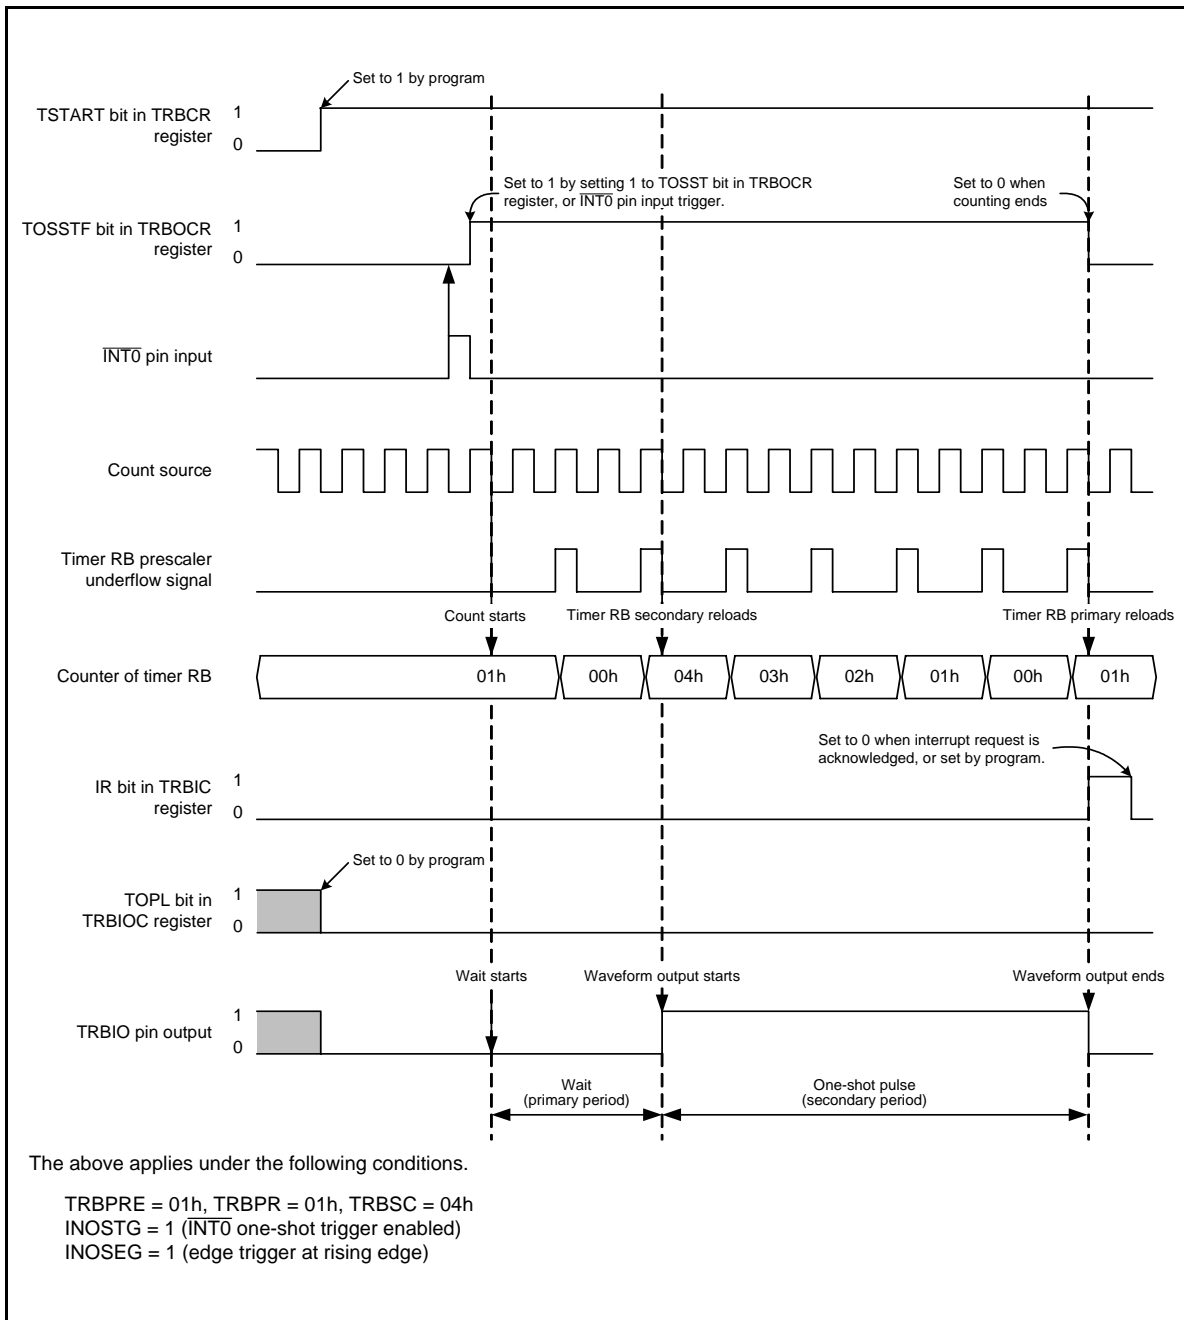 Set to 1 by program
TSTART bit in TRBCR
register
1
0
Set to 1 by setting 1 to TOSST bit in TRBOCR
register, or INT0 pin input trigger.
Set to 0 when
counting ends
TOSSTF bit in TRBOCR
register
1
0
INT0 pin input
Count source
Timer RB prescaler
underflow signal
Count starts
Timer RB secondary reloads
Timer RB primary reloads
Counter of timer RB
01h
00h
04h
03h
02h
01h
00h
01h
Set to 0 when interrupt request is
acknowledged, or set by program.
IR bit in TRBIC
register
1
0
Set to 0 by program
TOPL bit in
TRBIOC register
1
0
Wait starts
Waveform output starts
Waveform output ends
TRBIO pin output
1
0
Wait
(primary period)
One-shot pulse
(secondary period)
The above applies under the following conditions.
TRBPRE = 01h, TRBPR = 01h, TRBSC = 04h
INOSTG = 1 (INT0 one-shot trigger enabled)
INOSEG = 1 (edge trigger at rising edge)